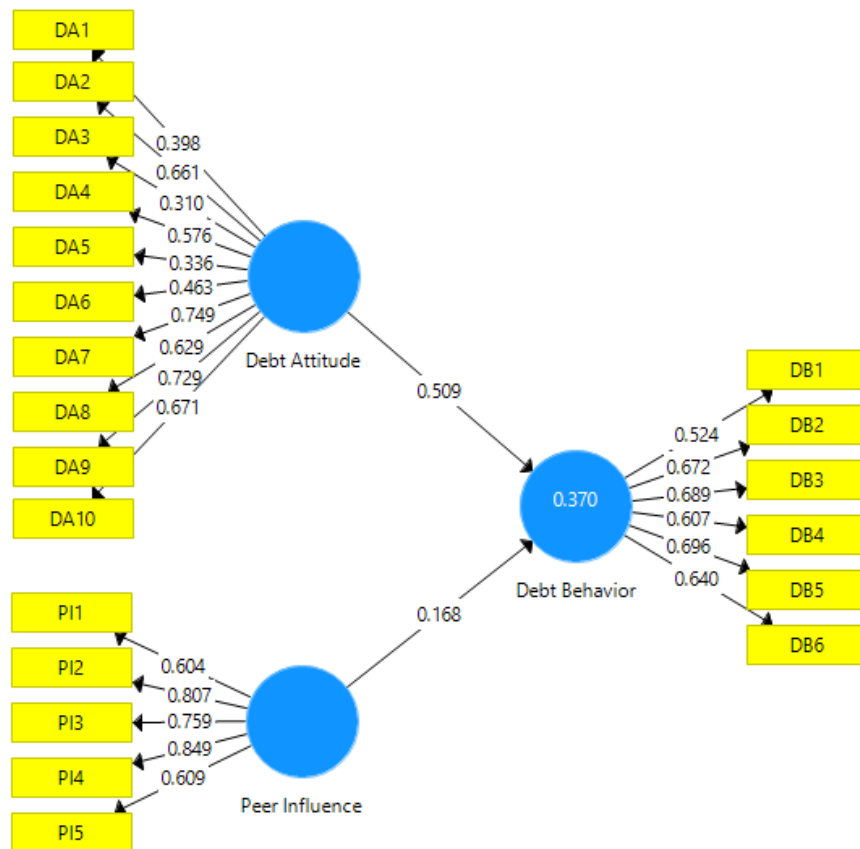 DA1
DA2
DA3
DA4
DA5
DA6
DA7
DA8
DA9
DA10
0.398
0.661
0.310
0.576
0.336
0.463
0.749
0.629
0.729
0.671
Debt Attitude
0.509
PI1
PI2
PI3
PI4
PI5
0.604
0.807
0.759
0.849
0.609
Peer Influence
0.168
0.370
Debt Behavior
0.524
0.672
0.689
0.607
0.696
0.640
DB1
DB2
DB3
DB4
DB5
DB6